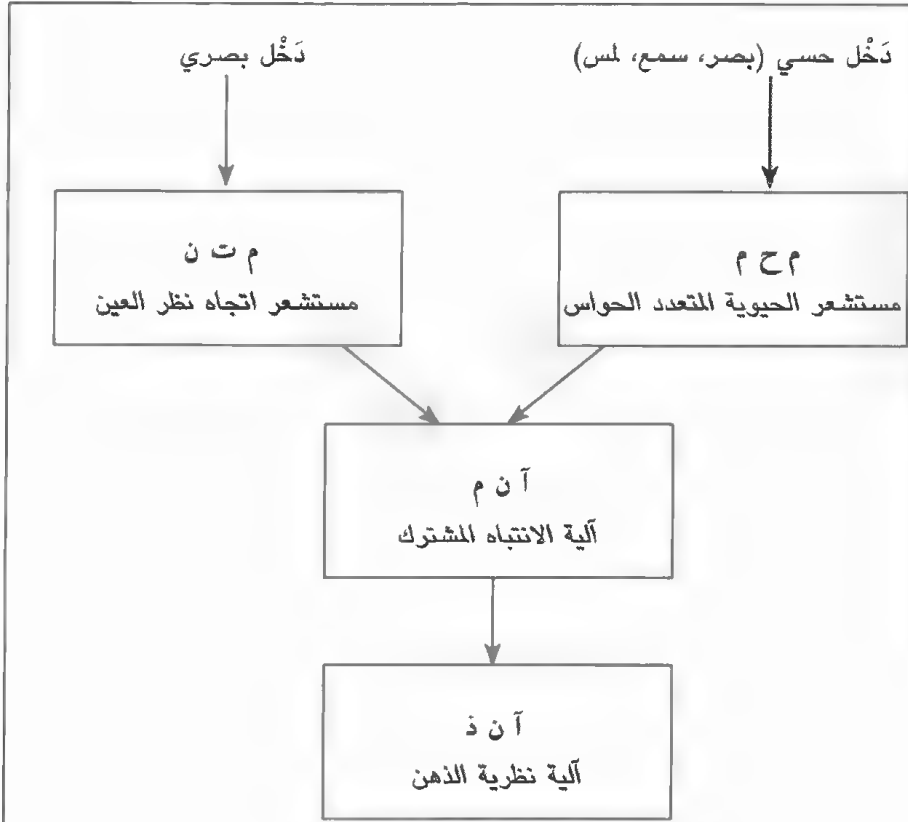 دَخْل حسي (بصر، سمع، لمس)
دَخْل بصري
م ح م
مستشعر الحيوية المتعدد الحواس
م ت ن
مستشعر اتجاه نظر العين
آ ن م
آلية الانتباه المشترك
آ ن ذ
آلية نظرية الذهن